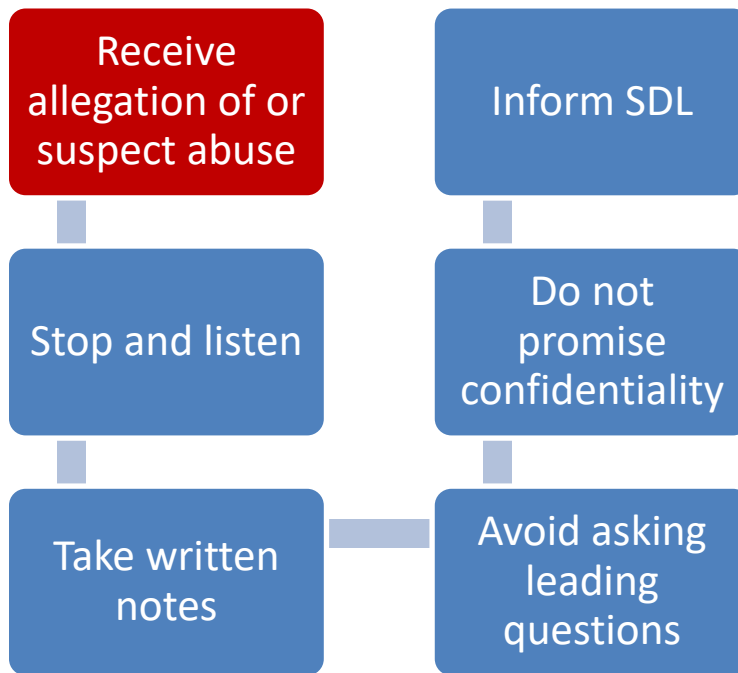 Receive
allegation of or
suspect abuse
Stop and listen
Take written
notes
Avoid asking
leading
questions
Do not
promise
confidentiality
Inform SDL